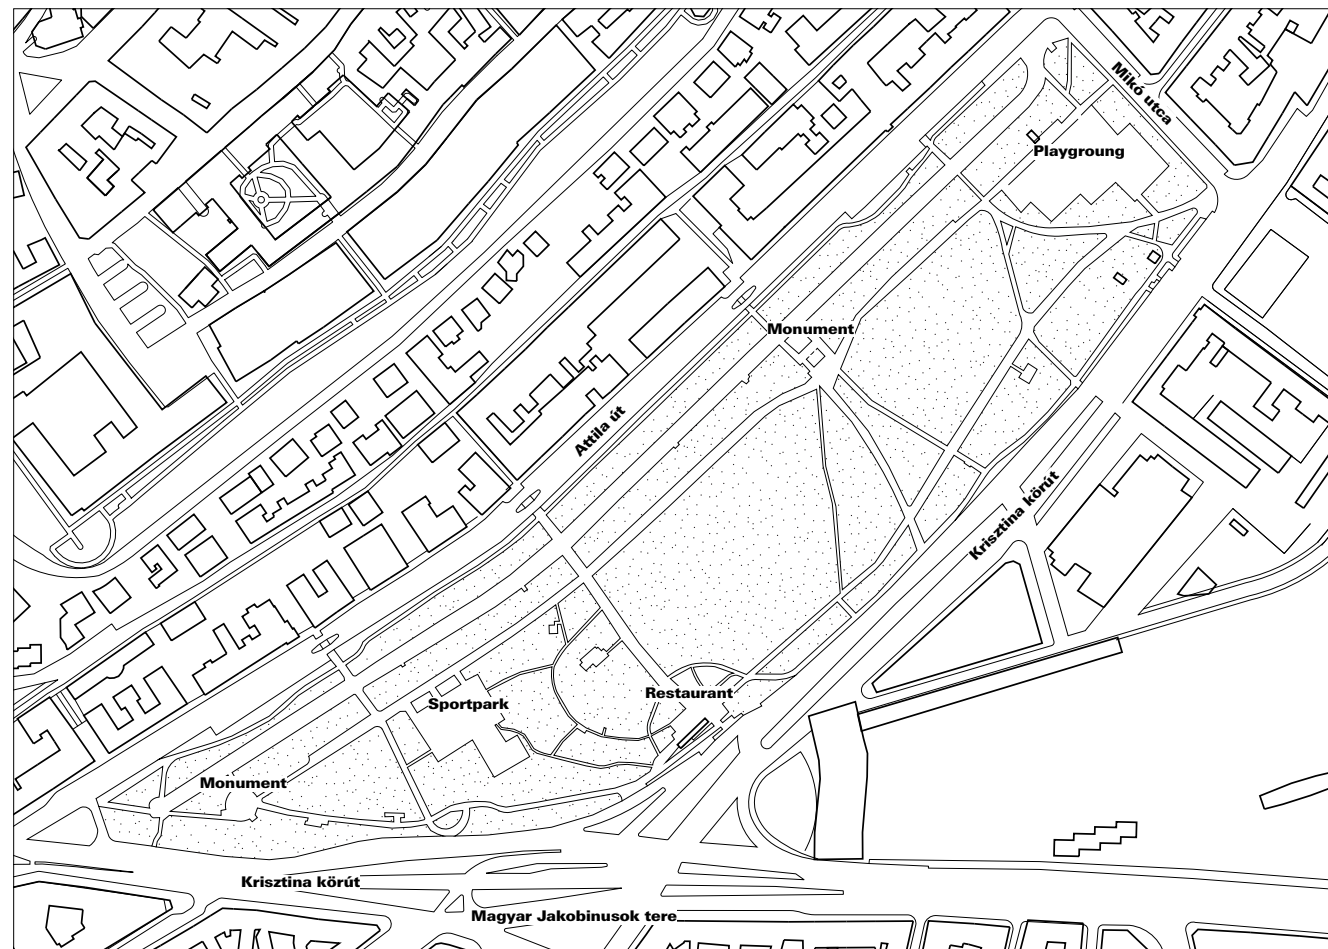 Mikó utca
Playgroung
Monument
Attila út
Krisztina körút
Restaurant
Sportpark
Monument
Krisztina körút
Magyar Jakobinusok tere